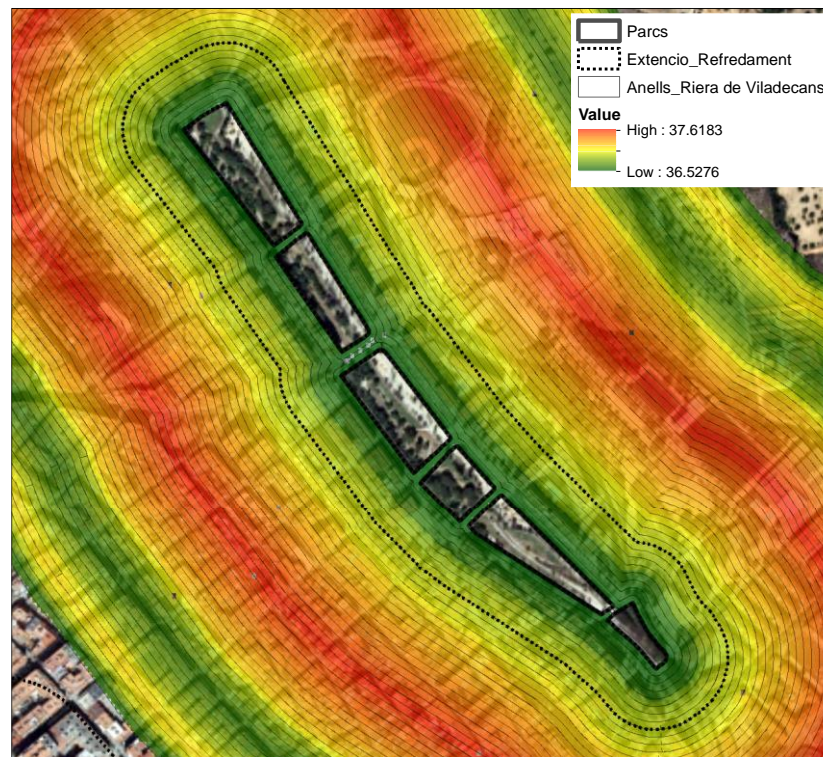 Parcs
Extencio_Refredament
Anells_Riera de Viladecans
Value
High : 37.6183
Low : 36.5276